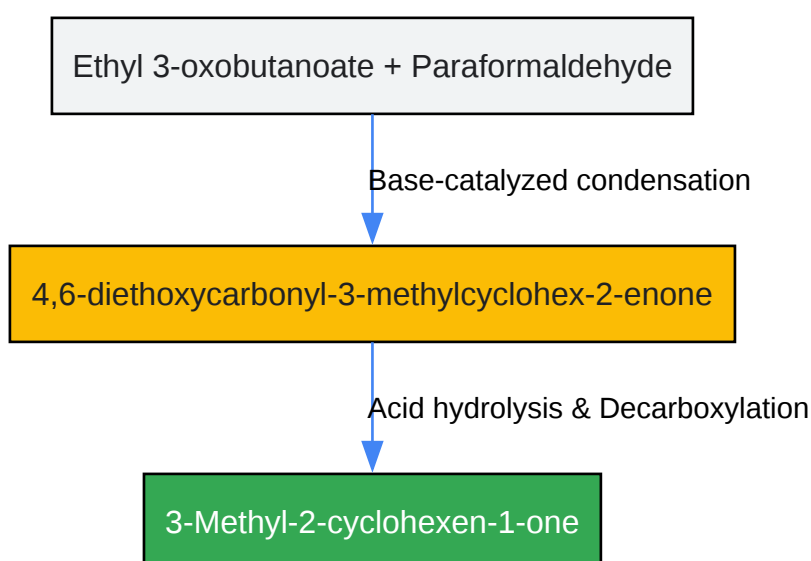 Ethyl 3-oxobutanoate + Paraformaldehyde
Base-catalyzed condensation
4,6-diethoxycarbonyl-3-methylcyclohex-2-enone
Acid hydrolysis & Decarboxylation
3-Methyl-2-cyclohexen-1-one